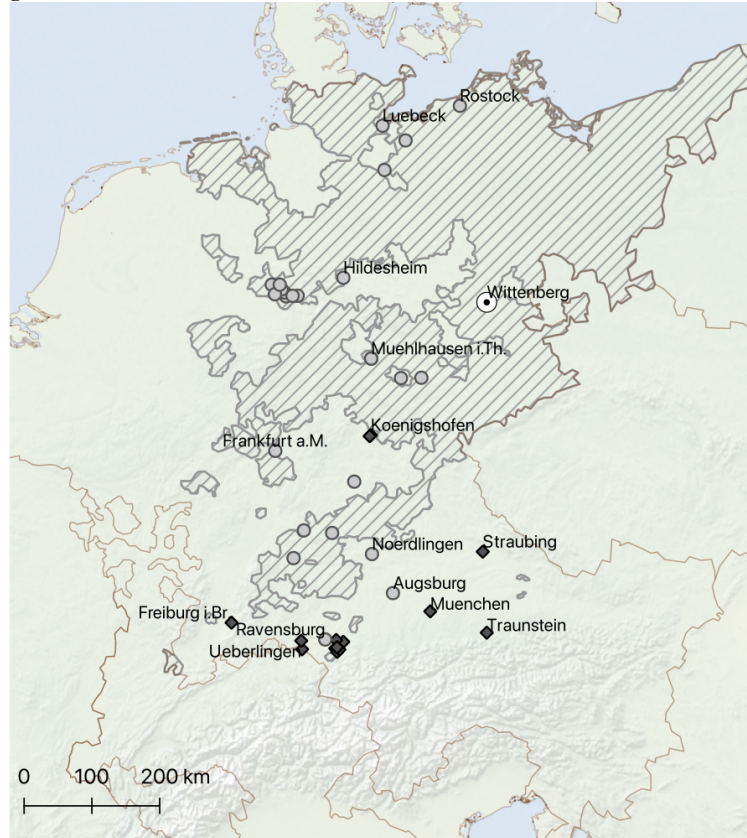 Rostock
Luebeck
Hildesheim
Wittenberg
Muehlhausen i.Th.
Koenigshofen
Frankfurt a.M.
Straubing
Noerdlingen
Augsburg
Muenchen
Freiburg i.Br
Ravensburg
Traunstein
Ueberlingen
0 100 200 km